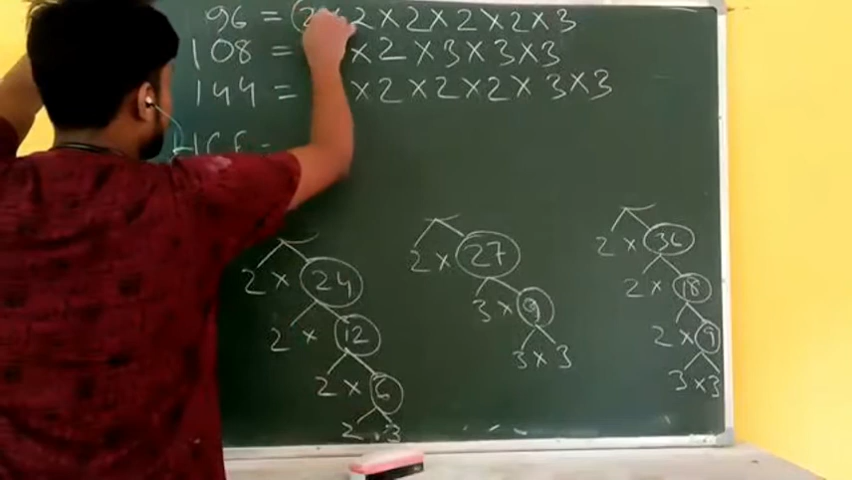 96 = 2 × 2 × 2 × 2 × 2 × 3
108 = × 2 × 3 × 3 × 3
144 = × 2 × 2 × 2 × 3 × 3
HCF =
2 × 24
2 × 12
2 × 6
2 × 3
2 × 27
3 × 9
3 × 3
2 × 36
2 × 18
2 × 9
3 × 3